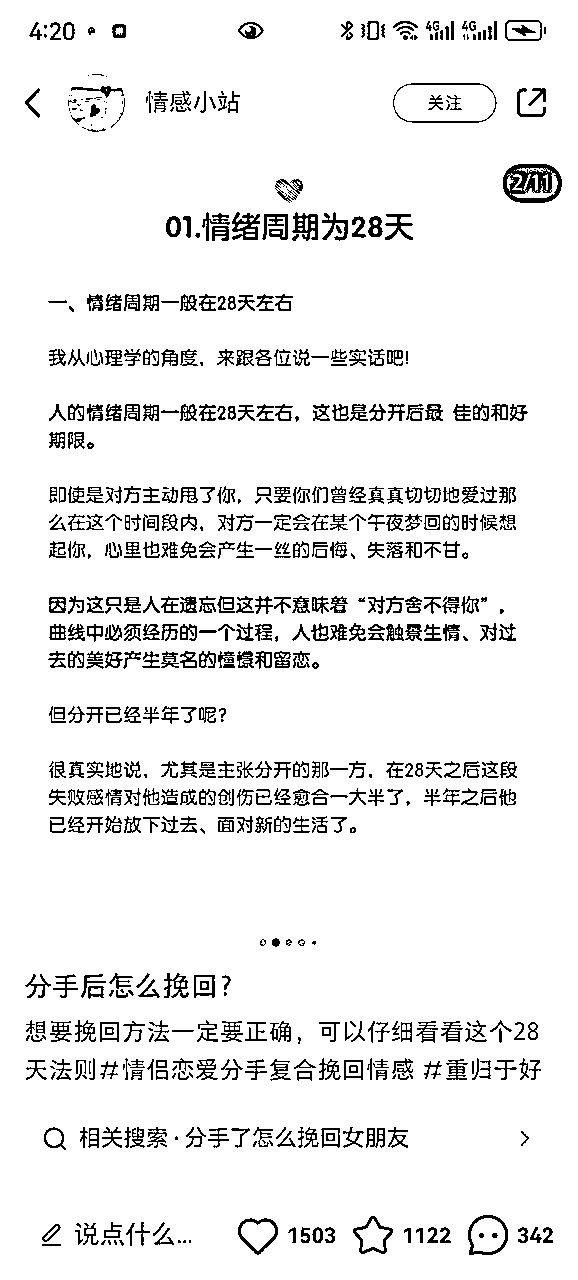 4:20
4G 4G
情感小站
关注
2/11
01.情绪周期为28天
一、情绪周期一般在28天左右
我从心理学的角度，来跟各位说一些实话吧!
人的情绪周期一般在28天左右，这也是分开后最 佳的和好
期限。
即使是对方主动甩了你，只要你们曾经真真切切地爱过那
么在这个时间段内，对方一定会在某个午夜梦回的时候想
起你，心里也难免会产生一丝的后悔、失落和不甘。
因为这只是人在遗忘但这并不意味着“对方舍不得你”，
曲线中必须经历的一个过程，人也难免会触景生情、对过
去的美好产生莫名的憧憬和留恋。
但分开已经半年了呢?
很真实地说，尤其是主张分开的那一方，在28天之后这段
失败感情对他造成的创伤已经愈合一大半了，半年之后他
已经开始放下过去、面对新的生活了。
分手后怎么挽回?
想要挽回方法一定要正确，可以仔细看看这个28
天法则#情侣恋爱分手复合挽回情感 #重归于好
相关搜索·分手了怎么挽回女朋友
说点什么...
1503
1122
342